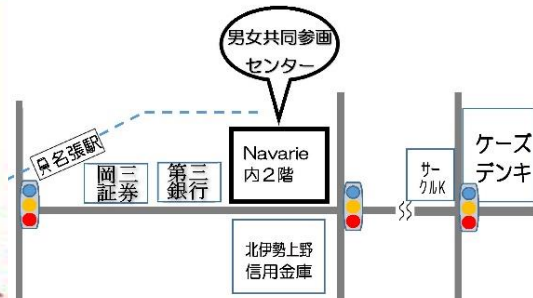 男女共同参画
センター
名張駅
岡三
証券
第三
銀行
Navarie
内2階
サー
クルK
ケーズ
デンキ
北伊勢上野
信用金庫